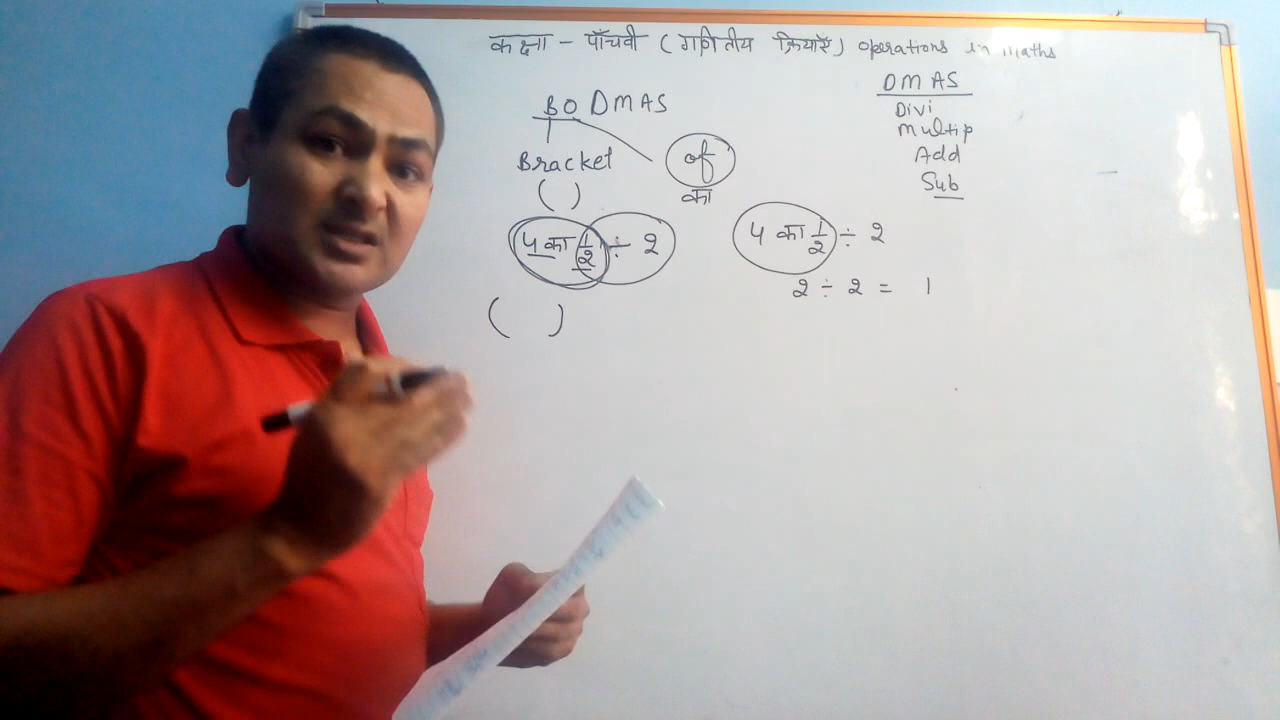 कक्षा - पाँचवी (गणितीय क्रियाऐं) operations in Maths
BODMAS
Bracket
( )
of
का
4 का 1/2 ÷ 2
( )
DMAS
Divi
Multip
Add
Sub
4 का 1/2 ÷ 2
2 ÷ 2 = 1